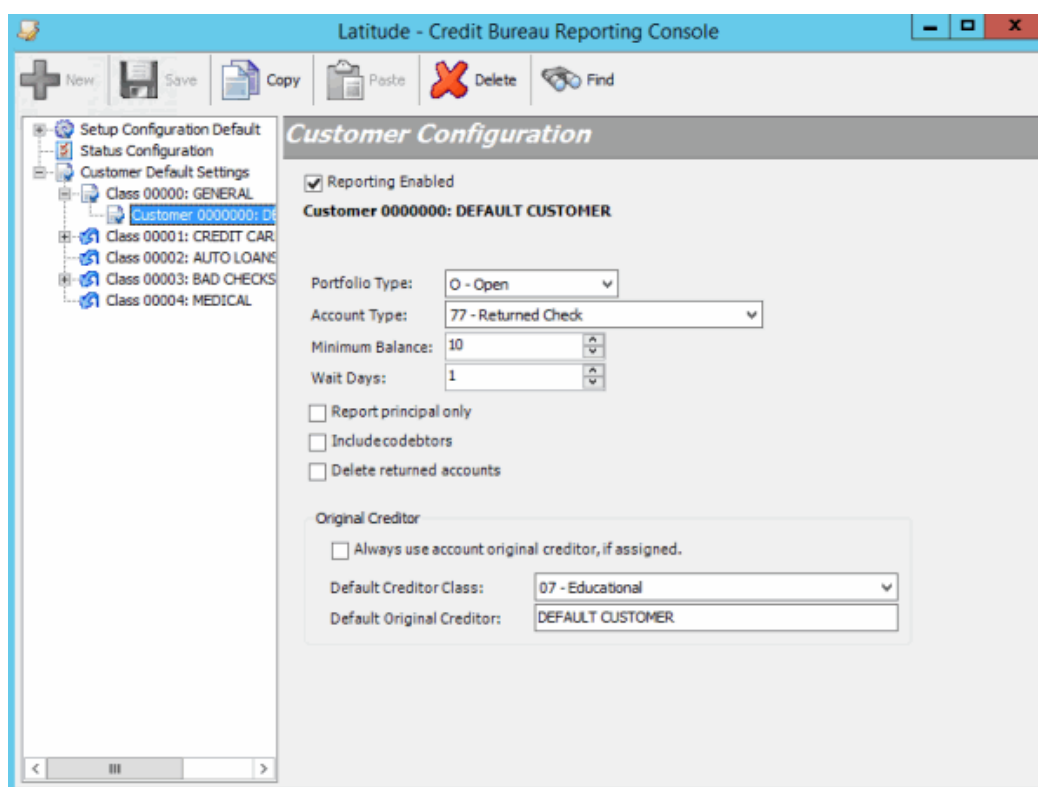 Latitude - Credit Bureau Reporting Console
New Save Copy Paste Delete Find
Setup Configuration Default
Status Configuration
Customer Default Settings
Class 00000: GENERAL
Customer 0000000: DE
Class 00001: CREDIT CAR
Class 00002: AUTO LOANS
Class 00003: BAD CHECKS
Class 00004: MEDICAL
Customer Configuration
Reporting Enabled
Customer 0000000: DEFAULT CUSTOMER
Portfolio Type: O - Open
Account Type: 77 - Returned Check
Minimum Balance: 10
Wait Days: 1
Report principal only
Include codebtors
Delete returned accounts
Original Creditor
Always use account original creditor, if assigned.
Default Creditor Class: 07 - Educational
Default Original Creditor: DEFAULT CUSTOMER